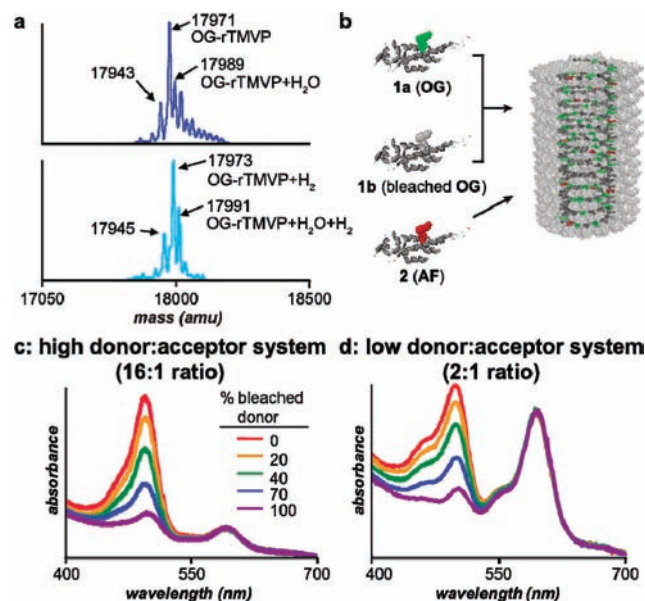 a
17971
OG-rTMVP
17943
17989
OG-rTMVP+H2O
17973
OG-rTMVP+H2
17945
17991
OG-rTMVP+H2O+H2
17050
18000
18500
mass (amu)
b
1a (OG)
1b (bleached OG)
2 (AF)
c: high donor:acceptor system
(16:1 ratio)
% bleached
donor
0
20
40
70
100
absorbance
400
550
700
wavelength (nm)
d: low donor:acceptor system
(2:1 ratio)
absorbance
400
550
700
wavelength (nm)